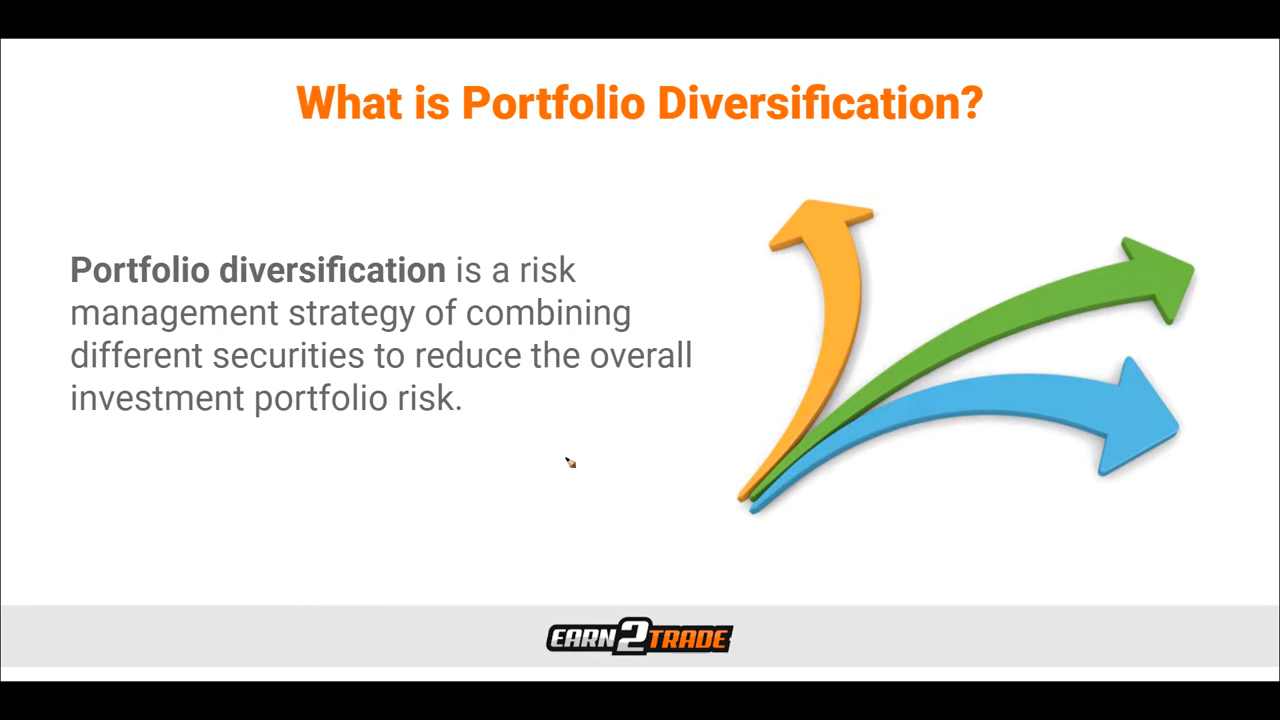 What is Portfolio Diversification?
Portfolio diversification is a risk
management strategy of combining
different securities to reduce the overall
investment portfolio risk.
EARN2TRADE